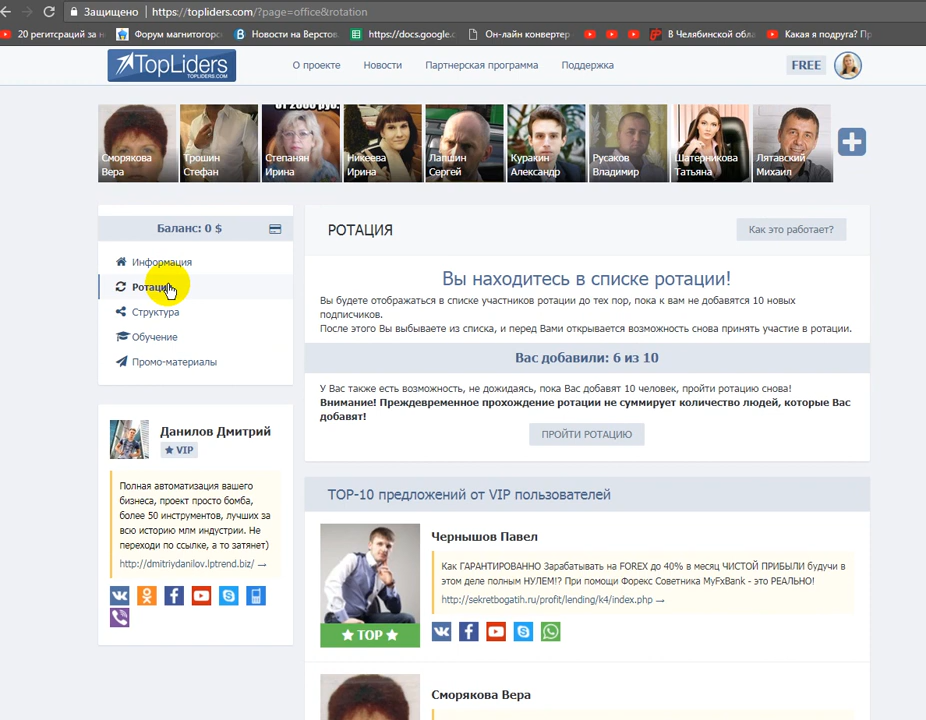 Защищено
https://topliders.com/?page=office&rotation
20 регитсраций за н
Форум магнитогорс
Новости на Верстов
https://docs.google.c
Он-лайн конвертер
В Челябинской обла
Какая я подруга? Пр
TopLiders
TOPLIDERS.COM
О проекте
Новости
Партнерская программа
Поддержка
FREE
Сморякова
Вера
Трошин
Стефан
от 2000 руб.
Степанян
Ирина
Никеева
Ирина
Лапшин
Сергей
Куракин
Александр
Русаков
Владимир
Шатерникова
Татьяна
Лятавский
Михаил
Баланс: 0 $
Информация
Ротация
Структура
Обучение
Промо-материалы
Данилов Дмитрий
VIP
Полная автоматизация вашего
бизнеса, проект просто бомба,
более 50 инструментов, лучших за
всю историю млм индустрии. Не
переходи по ссылке, а то затянет)
http://dmitriydanilov.lptrend.biz/ →
РОТАЦИЯ
Как это работает?
Вы находитесь в списке ротации!
Вы будете отображаться в списке участников ротации до тех пор, пока к вам не добавятся 10 новых
подписчиков.
После этого Вы выбываете из списка, и перед Вами открывается возможность снова принять участие в ротации.
Вас добавили: 6 из 10
У Вас также есть возможность, не дожидаясь, пока Вас добавят 10 человек, пройти ротацию снова!
Внимание! Преждевременное прохождение ротации не суммирует количество людей, которые Вас
добавят!
ПРОЙТИ РОТАЦИЮ
TOP-10 предложений от VIP пользователей
Чернышов Павел
Как ГАРАНТИРОВАННО Зарабатывать на FOREX до 40% в месяц ЧИСТОЙ ПРИБЫЛИ будучи в
этом деле полным НУЛЕМ!? При помощи Форекс Советника MyFxBank - это РЕАЛЬНО!
http://sekretbogatih.ru/profit/lending/k4/index.php →
TOP
Сморякова Вера